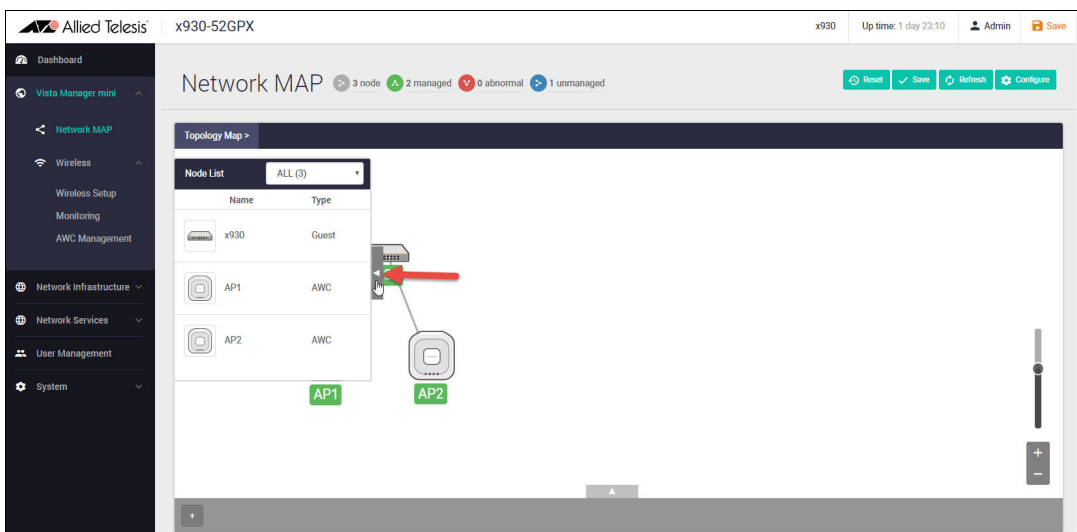 Allied Telesis
x930-52GPX
x930
Up time: 1 day 23:10
Admin
Save
Dashboard
Vista Manager mini
Network MAP
Wireless
Wireless Setup
Monitoring
AWC Management
Network Infrastructure
Network Services
User Management
System
Network MAP
3 node
2 managed
0 abnormal
1 unmanaged
Reset
Save
Refresh
Configure
Topology Map >
Node List
ALL (3)
Name Type
x930 Guest
AP1 AWC
AP2 AWC
AP1
AP2
+
−
+